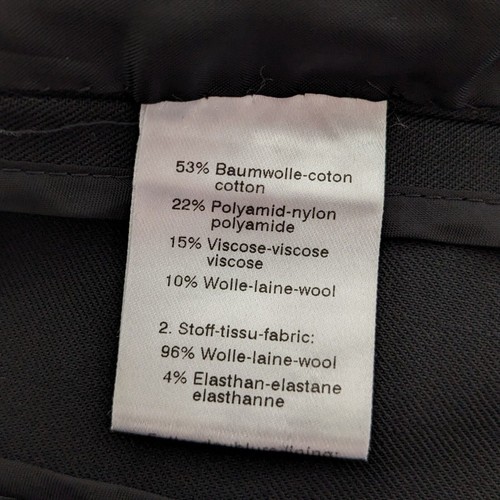 53% Baumwolle-coton
cotton
22% Polyamid-nylon
polyamide
15% Viscose-viscose
viscose
10% Wolle-laine-wool
2. Stoff-tissu-fabric:
96% Wolle-laine-wool
4% Elasthan-elastane
elasthanne